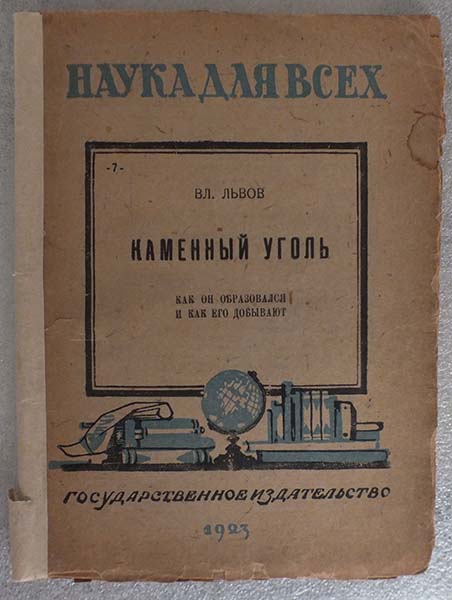 НАУКА ДЛЯ ВСЕХ
-7-
ВЛ. ЛЬВОВ
КАМЕННЫЙ УГОЛЬ
КАК ОН ОБРАЗОВАЛСЯ
И КАК ЕГО ДОБЫВАЮТ
ГОСУДАРСТВЕННОЕ ИЗДАТЕЛЬСТВО
1923